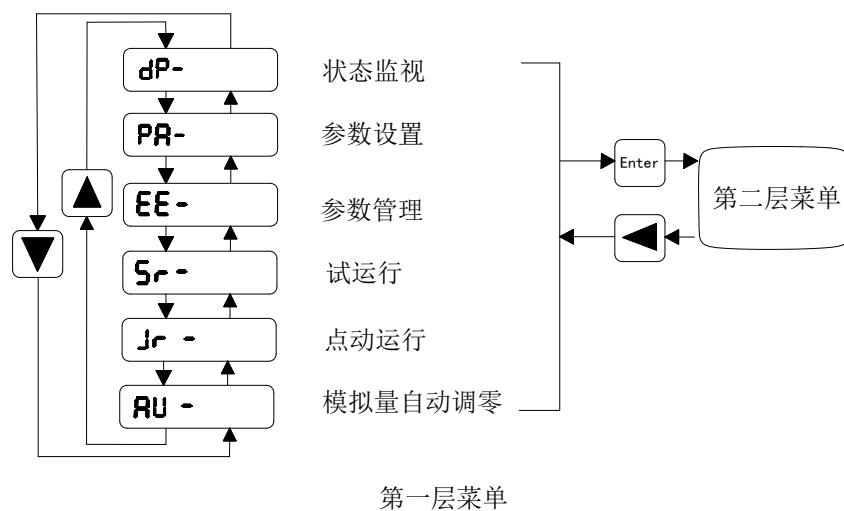 dP-
状态监视
PA-
参数设置
Enter
EE-
参数管理
第二层菜单
Sr-
试运行
Jr -
点动运行
AU -
模拟量自动调零
第一层菜单